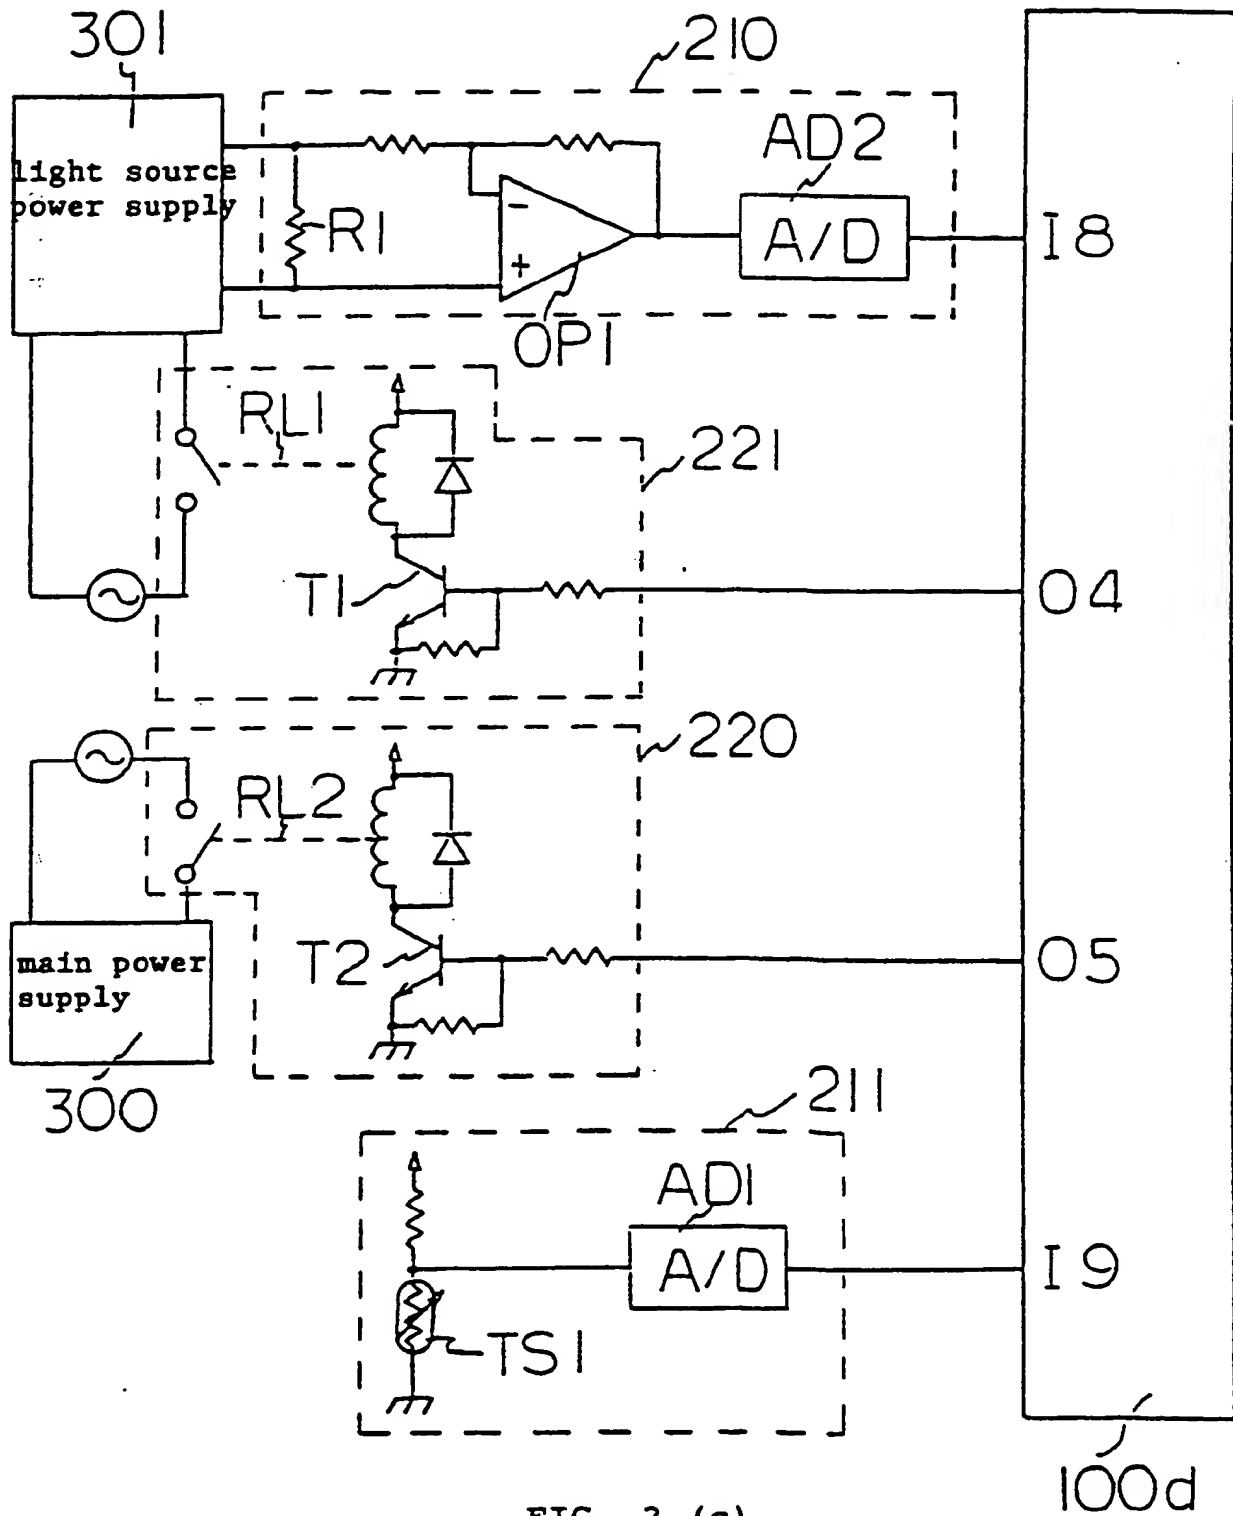 301
210
light source
power supply
R1
AD2
A/D
I8
-
+
OP1
RL1
221
T1
O4
220
RL2
T2
O5
main power
supply
300
211
AD1
A/D
I9
TS1
100d